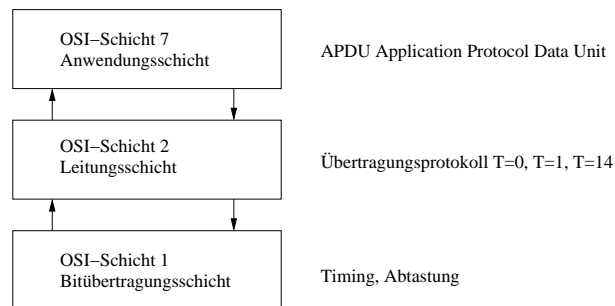 OSI–Schicht 7
Anwendungsschicht
APDU Application Protocol Data Unit
OSI–Schicht 2
Leitungsschicht
Übertragungsprotokoll T=0, T=1, T=14
OSI–Schicht 1
Bitübertragungsschicht
Timing, Abtastung